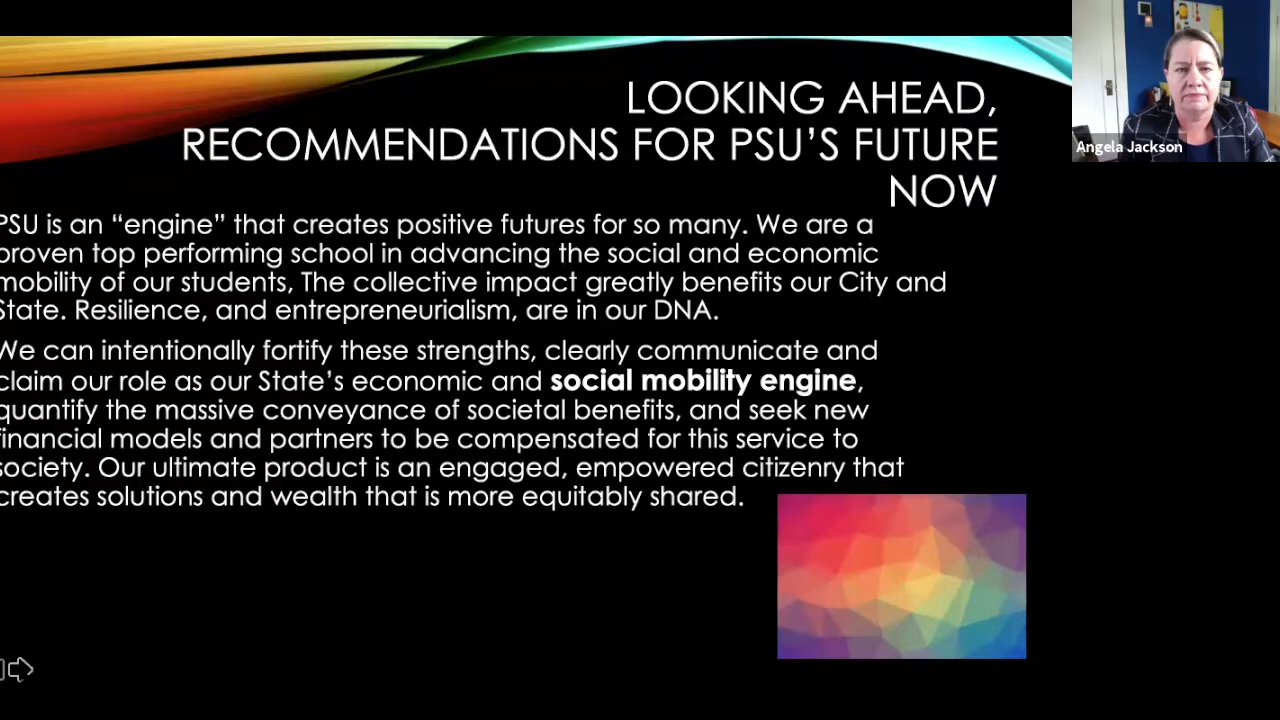 LOOKING AHEAD,
RECOMMENDATIONS FOR PSU'S FUTURE
NOW
PSU is an “engine” that creates positive futures for so many. We are a
proven top performing school in advancing the social and economic
mobility of our students, The collective impact greatly benefits our City and
State. Resilience, and entrepreneurialism, are in our DNA.
We can intentionally fortify these strengths, clearly communicate and
claim our role as our State’s economic and social mobility engine,
quantify the massive conveyance of societal benefits, and seek new
financial models and partners to be compensated for this service to
society. Our ultimate product is an engaged, empowered citizenry that
creates solutions and wealth that is more equitably shared.
Angela Jackson